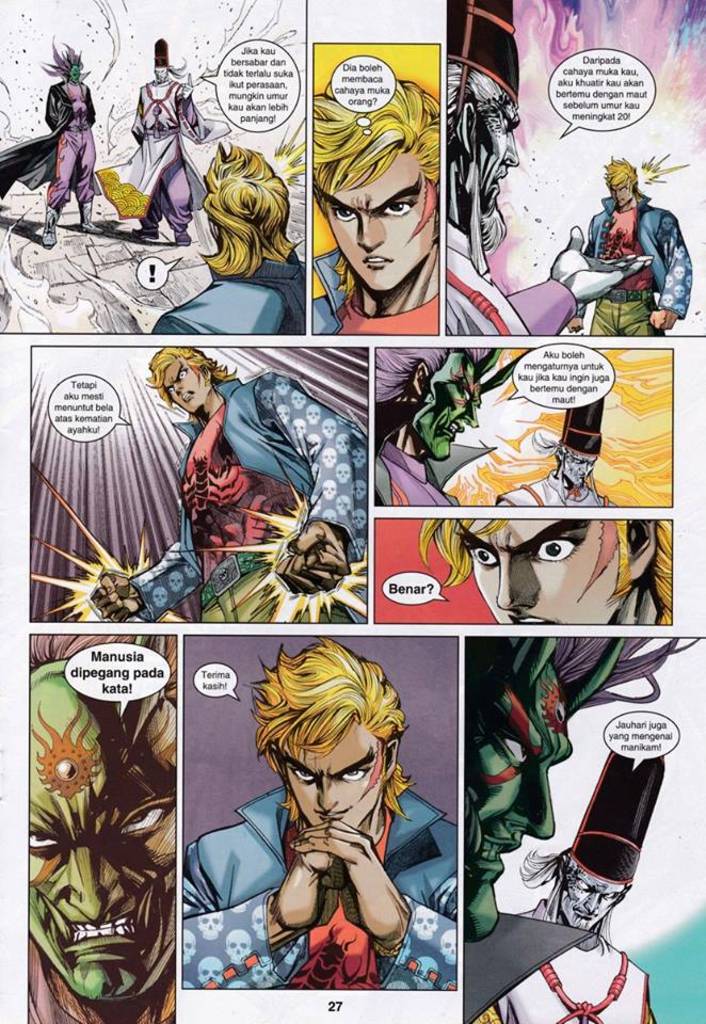 Jika kau
bersabar dan
tidak terlalu suka
ikut perasaan,
mungkin umur
kau akan lebih
panjang!
!
Dia boleh
membaca
cahaya muka
orang?
Daripada
cahaya muka kau,
aku khuatir kau akan
bertemu dengan maut
sebelum umur kau
meningkat 20!
Tetapi
aku mesti
menuntut bela
atas kematian
ayahku!
Aku boleh
mengaturnya untuk
kau jika kau ingin juga
bertemu dengan
maut!
Benar?
Manusia
dipegang pada
kata!
Terima
kasih!
Jauhari juga
yang mengenal
manikam!
27